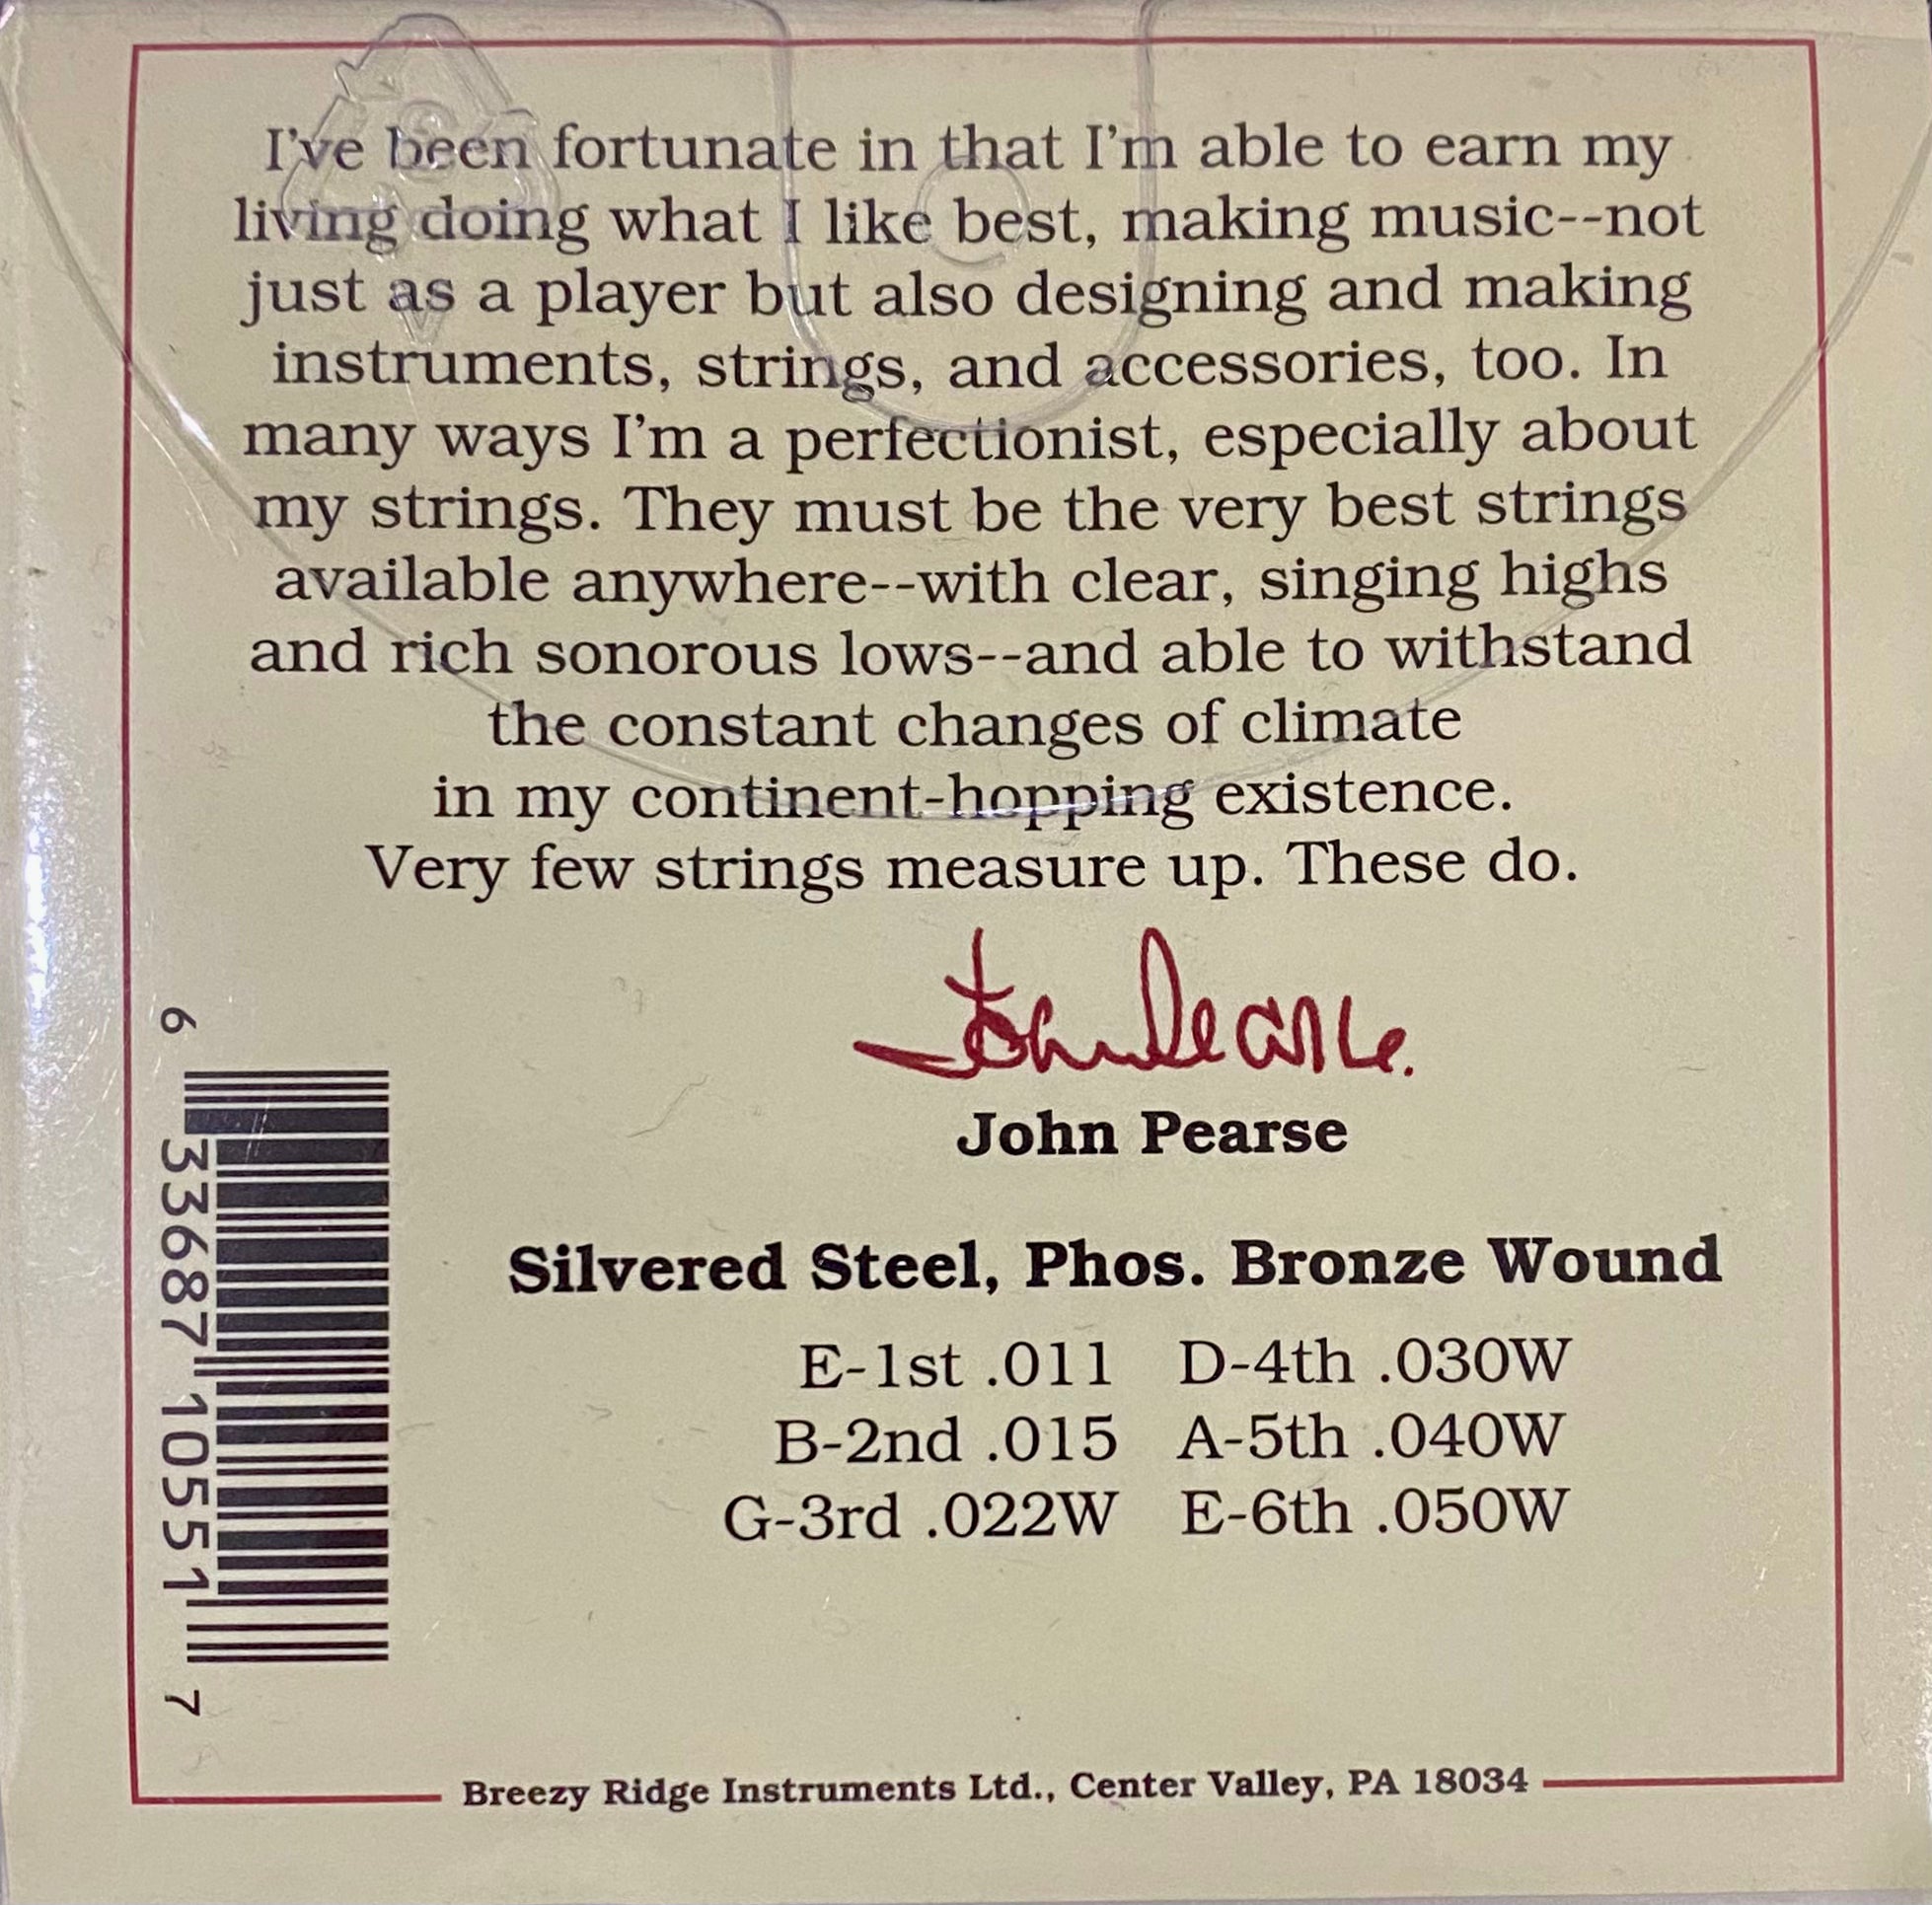 I've been fortunate in that I'm able to earn my
living doing what I like best, making music--not
just as a player but also designing and making
instruments, strings, and accessories, too. In
many ways I'm a perfectionist, especially about
my strings. They must be the very best strings
available anywhere--with clear, singing highs
and rich sonorous lows--and able to withstand
the constant changes of climate
in my continent-hopping existence.
Very few strings measure up. These do.
John Pearse.
John Pearse
6 33687 10551 7
Silvered Steel, Phos. Bronze Wound
E-1st .011 D-4th .030W
B-2nd .015 A-5th .040W
G-3rd .022W E-6th .050W
Breezy Ridge Instruments Ltd., Center Valley, PA 18034